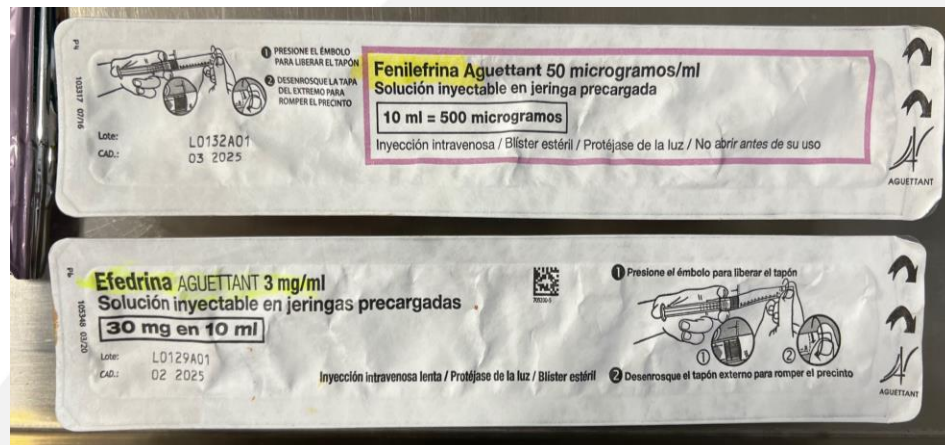 P4
103317 07/16
❶ PRESIONE EL ÉMBOLO
PARA LIBERAR EL TAPÓN
❷ DESENROSQUE LA TAPA
DEL EXTREMO PARA
ROMPER EL PRECINTO
Lote: L0132A01
CAD.: 03 2025
Fenilefrina Aguettant 50 microgramos/ml
Solución inyectable en jeringa precargada
10 ml = 500 microgramos
Inyección intravenosa / Blíster estéril / Protéjase de la luz / No abrir antes de su uso
AGUETTANT
105348 03/20
Efedrina AGUETTANT 3 mg/ml
Solución inyectable en jeringas precargadas
30 mg en 10 ml
Lote: L0129A01
CAD.: 02 2025
Inyección intravenosa lenta / Protéjase de la luz / Blíster estéril
❶ Presione el émbolo para liberar el tapón
① ②
❷ Desenrosque el tapón externo para romper el precinto
AGUETTANT